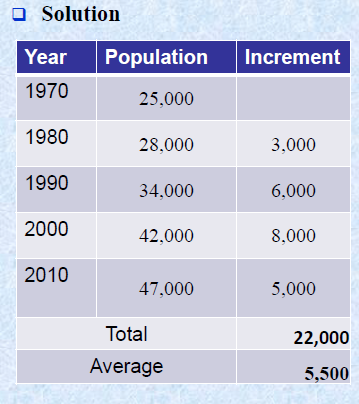 Solution
Year Population Increment
1970 25,000
1980 28,000 3,000
1990 34,000 6,000
2000 42,000 8,000
2010 47,000 5,000
Total 22,000
Average 5,500